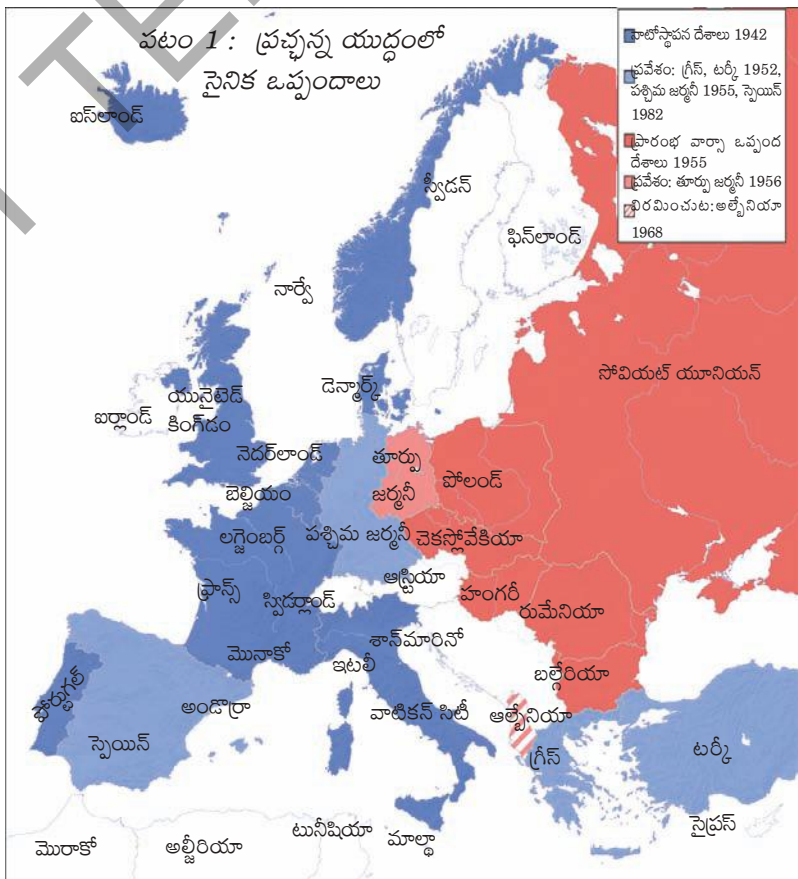 పటం 1 : ప్రచ్ఛన్న యుద్ధంలో
సైనిక ఒప్పందాలు
నాటోస్థాపన దేశాలు 1942
ప్రవేశం: గ్రీస్, టర్కీ 1952,
పశ్చిమ జర్మనీ 1955, స్పెయిన్
1982
ప్రారంభ వార్సా ఒప్పంద
దేశాలు 1955
ప్రవేశం: తూర్పు జర్మనీ 1956
విరమించుట:అల్బేనియా
1968
ఐస్‌లాండ్
స్వీడన్
ఫిన్‌లాండ్
నార్వే
సోవియట్ యూనియన్
డెన్మార్క్
యునైటెడ్
కింగ్‌డం
ఐర్లాండ్
నెదర్‌లాండ్
తూర్పు
జర్మనీ
పోలండ్
బెల్జియం
లగ్జెంబర్గ్
పశ్చిమ జర్మనీ
చెకస్లోవేకియా
ఆస్ట్రియా
ఫ్రాన్స్
స్విడర్లాండ్
హంగరీ
రుమేనియా
శాన్‌మారినో
మొనాకో
ఇటలీ
బల్గేరియా
పోర్చుగల్
అండొర్రా
వాటికన్ సిటీ
ఆల్బేనియా
స్పెయిన్
గ్రీస్
టర్కీ
సైప్రస్
మొరాకో
అల్జీరియా
టునీషియా
మాల్థా